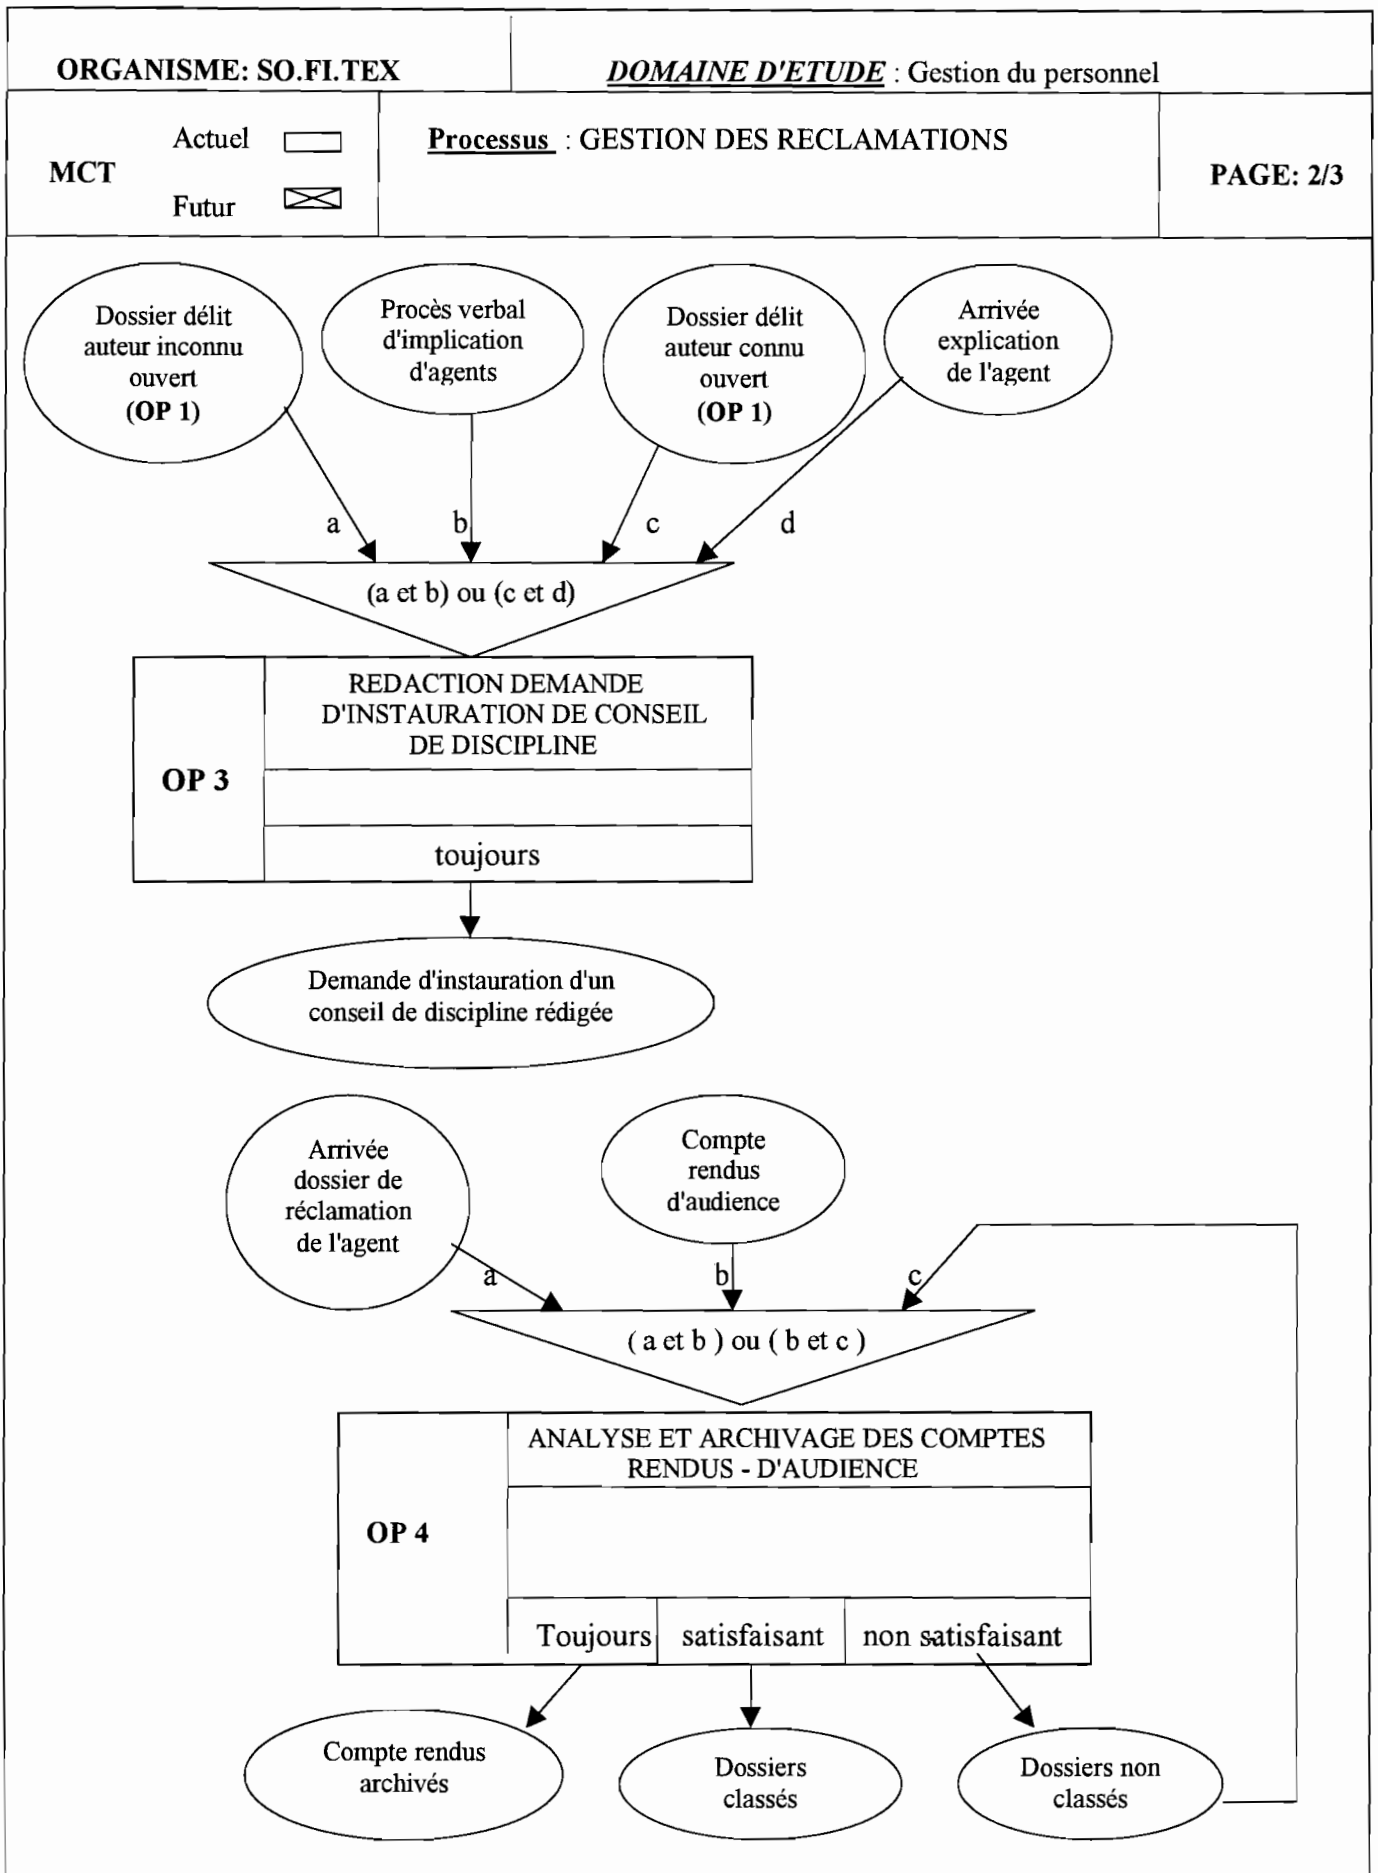 ORGANISME: SO.FI.TEX
DOMAINE D'ETUDE : Gestion du personnel
MCT
Actuel
Futur
Processus : GESTION DES RECLAMATIONS
PAGE: 2/3
Dossier délit
auteur inconnu
ouvert
(OP 1)
Procès verbal
d'implication
d'agents
Dossier délit
auteur connu
ouvert
(OP 1)
Arrivée
explication
de l'agent
a
b
c
d
(a et b) ou (c et d)
OP 3
REDACTION DEMANDE
D'INSTAURATION DE CONSEIL
DE DISCIPLINE
toujours
Demande d'instauration d'un
conseil de discipline rédigée
Arrivée
dossier de
réclamation
de l'agent
Compte
rendus
d'audience
a
b
c
( a et b ) ou ( b et c )
OP 4
ANALYSE ET ARCHIVAGE DES COMPTES
RENDUS - D'AUDIENCE
Toujours
satisfaisant
non satisfaisant
Compte rendus
archivés
Dossiers
classés
Dossiers non
classés